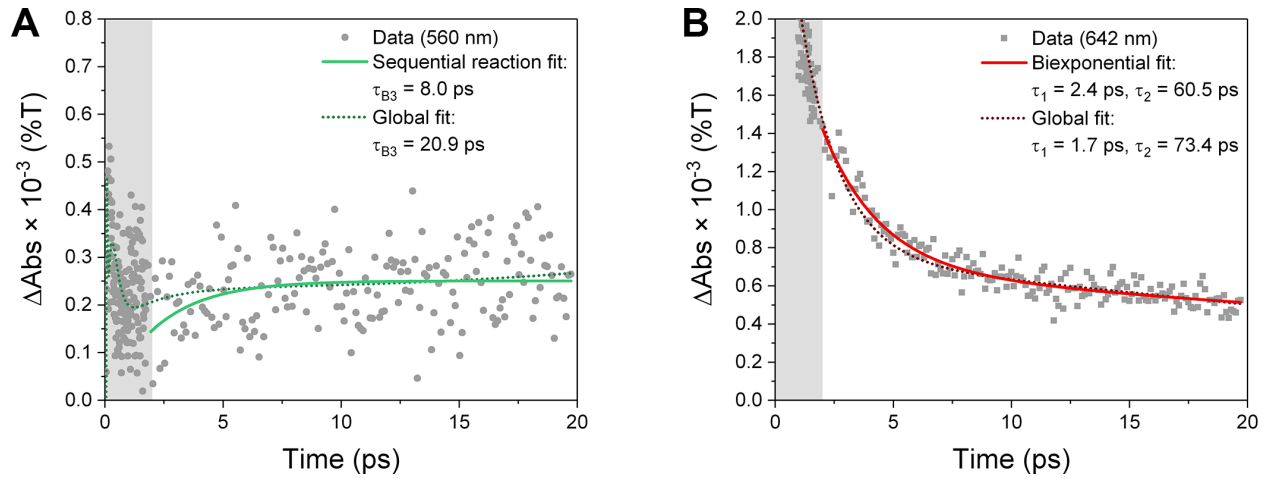 A
ΔAbs × 10⁻³ (%T)
0.8
0.7
0.6
0.5
0.4
0.3
0.2
0.1
0.0
Data (560 nm)
Sequential reaction fit:
τB3 = 8.0 ps
Global fit:
τB3 = 20.9 ps
0 5 10 15 20
Time (ps)
B
ΔAbs × 10⁻³ (%T)
2.0
1.8
1.6
1.4
1.2
1.0
0.8
0.6
0.4
0.2
0.0
Data (642 nm)
Biexponential fit:
τ1 = 2.4 ps, τ2 = 60.5 ps
Global fit:
τ1 = 1.7 ps, τ2 = 73.4 ps
0 5 10 15 20
Time (ps)